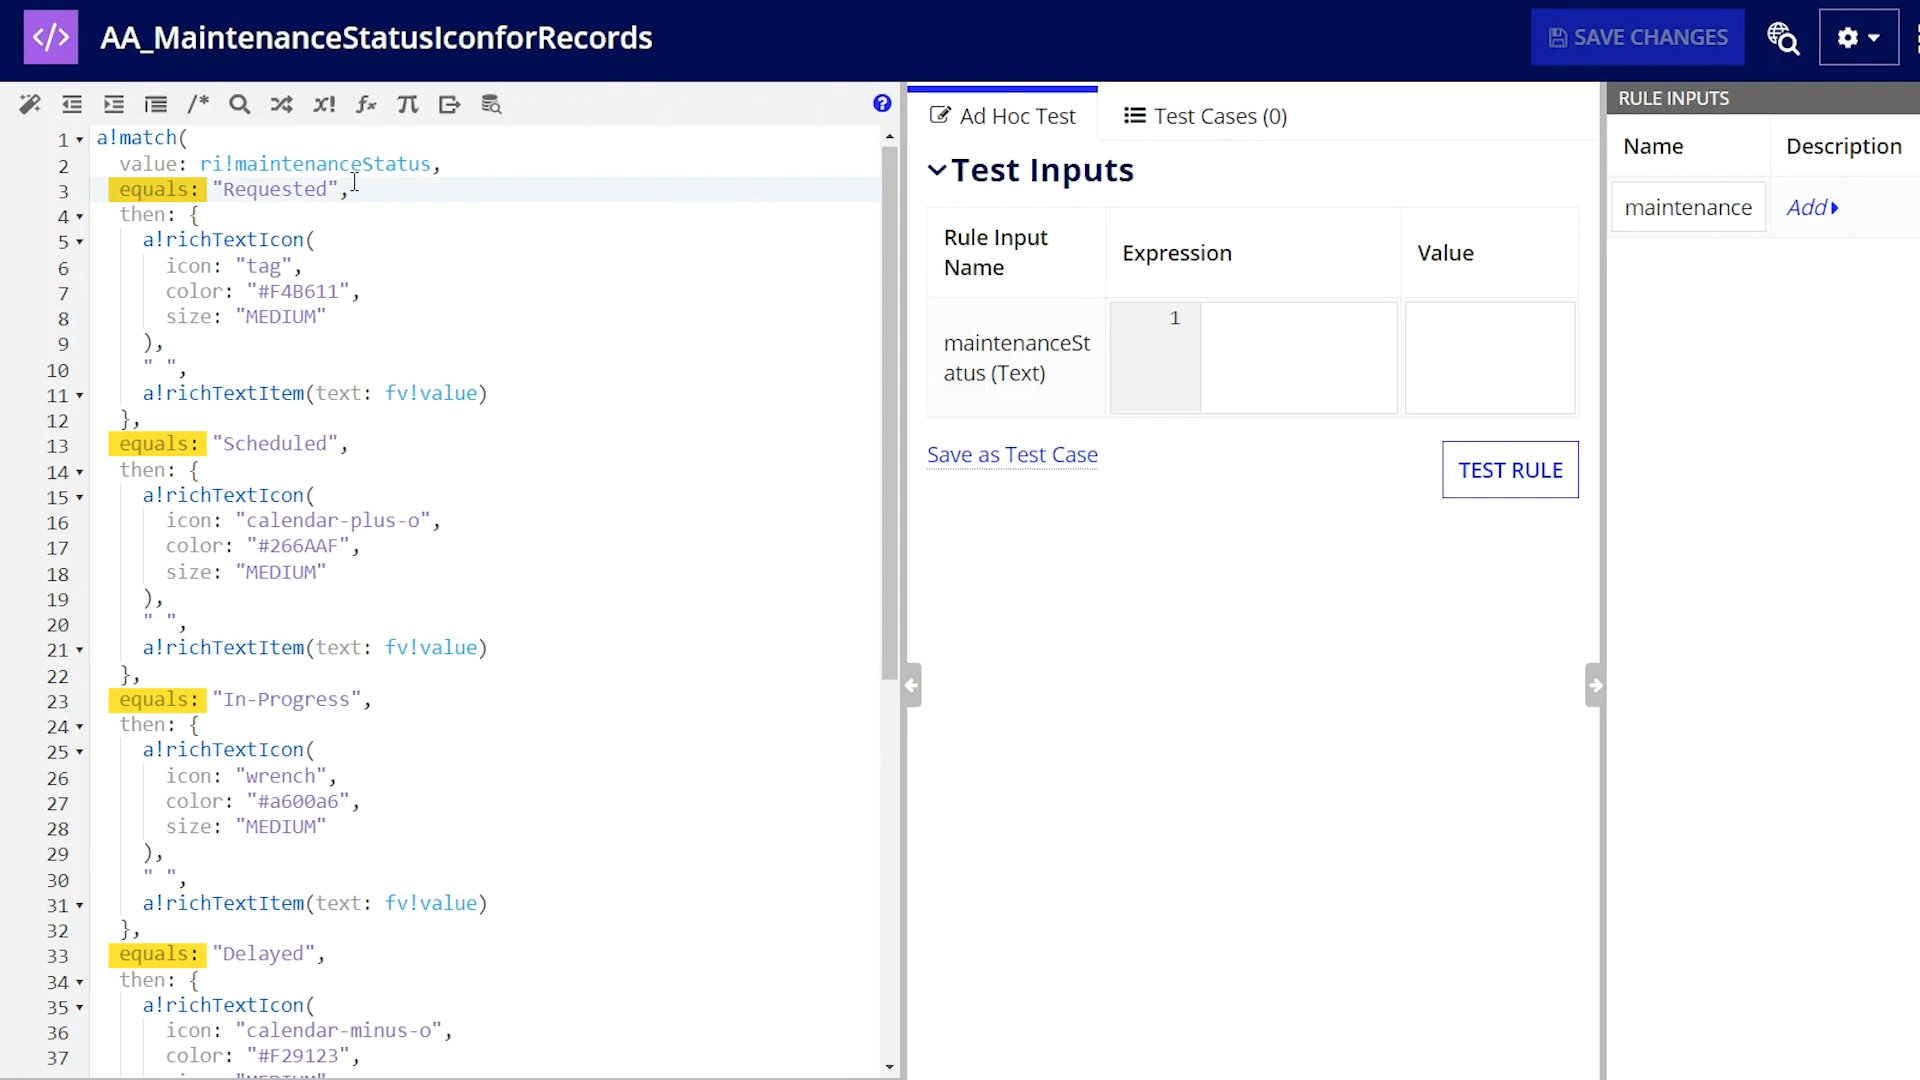 </> AA_MaintenanceStatusIconforRecords SAVE CHANGES
/* x! fx π ?
1 a!match(
2 value: ri!maintenanceStatus,
3 equals: "Requested",
4 then: {
5 a!richTextIcon(
6 icon: "tag",
7 color: "#F4B611",
8 size: "MEDIUM"
9 ),
10 " ",
11 a!richTextItem(text: fv!value)
12 },
13 equals: "Scheduled",
14 then: {
15 a!richTextIcon(
16 icon: "calendar-plus-o",
17 color: "#266AAF",
18 size: "MEDIUM"
19 ),
20 " ",
21 a!richTextItem(text: fv!value)
22 },
23 equals: "In-Progress",
24 then: {
25 a!richTextIcon(
26 icon: "wrench",
27 color: "#a600a6",
28 size: "MEDIUM"
29 ),
30 " ",
31 a!richTextItem(text: fv!value)
32 },
33 equals: "Delayed",
34 then: {
35 a!richTextIcon(
36 icon: "calendar-minus-o",
37 color: "#F29123",
Ad Hoc Test Test Cases (0)
Test Inputs
Rule Input Name Expression Value
maintenanceStatus (Text) 1
Save as Test Case TEST RULE
RULE INPUTS
Name Description
maintenance Add